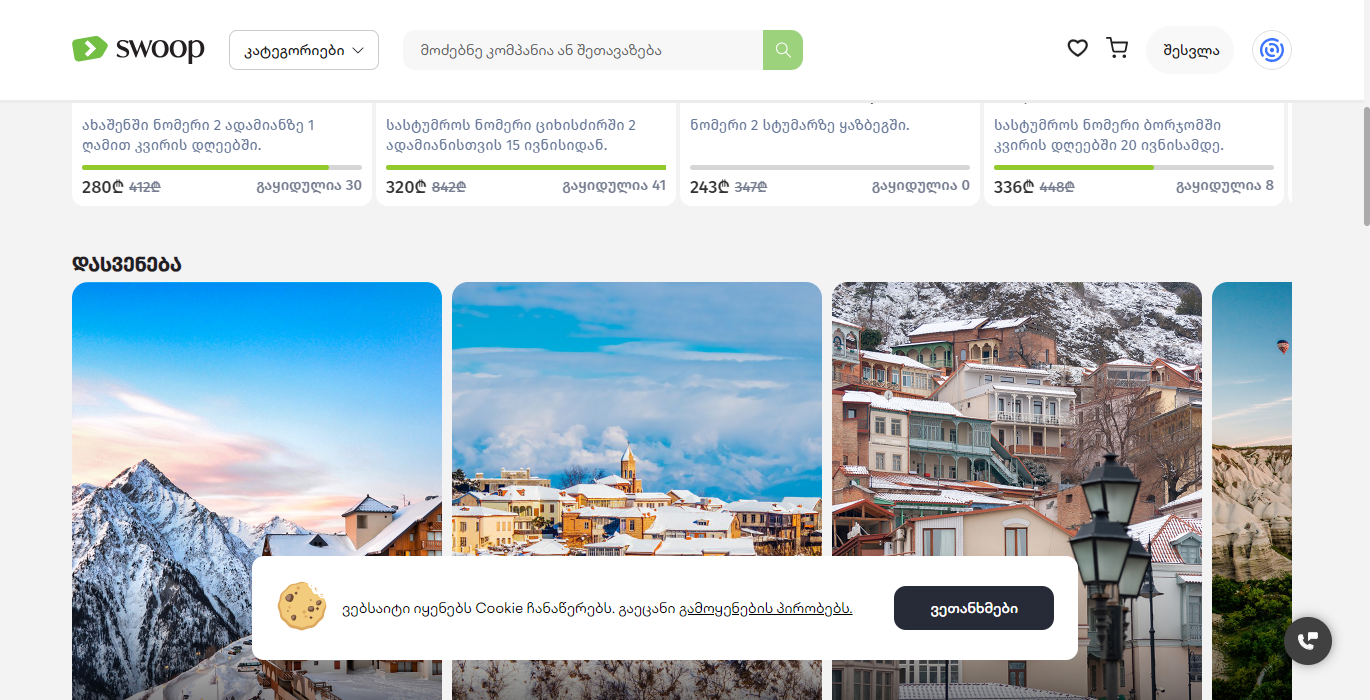 swoop
კატეგორიები
მოძებნე კომპანია ან შეთავაზება
შესვლა
ახაშენში ნომერი 2 ადამიანზე 1
ღამით კვირის დღეებში.
280₾ 412₾ გაყიდულია 30
სასტუმროს ნომერი ციხისძირში 2
ადამიანისთვის 15 ივნისიდან.
320₾ 842₾ გაყიდულია 41
ნომერი 2 სტუმარზე ყაზბეგში.
243₾ 347₾ გაყიდულია 0
სასტუმროს ნომერი ბორჯომში
კვირის დღეებში 20 ივნისამდე.
336₾ 448₾ გაყიდულია 8
დასვენება
ვებსაიტი იყენებს Cookie ჩანაწერებს. გაეცანი გამოყენების პირობებს.
ვეთანხმები